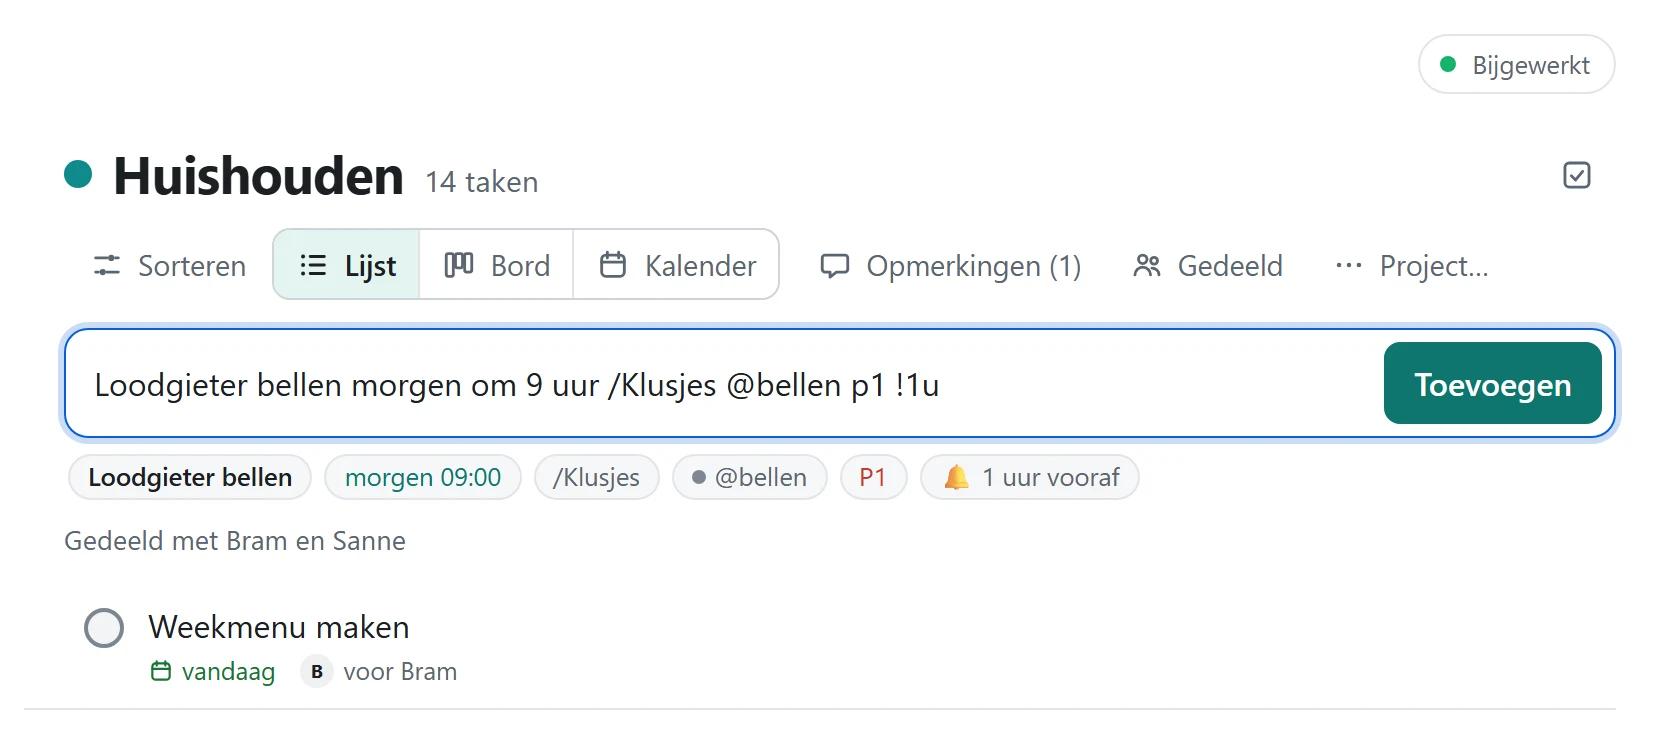 Bijgewerkt
Huishouden 14 taken
Sorteren Lijst Bord Kalender Opmerkingen (1) Gedeeld Project...
Loodgieter bellen morgen om 9 uur /Klusjes @bellen p1 !1u Toevoegen
Loodgieter bellen morgen 09:00 /Klusjes @bellen P1 1 uur vooraf
Gedeeld met Bram en Sanne
Weekmenu maken
vandaag B voor Bram